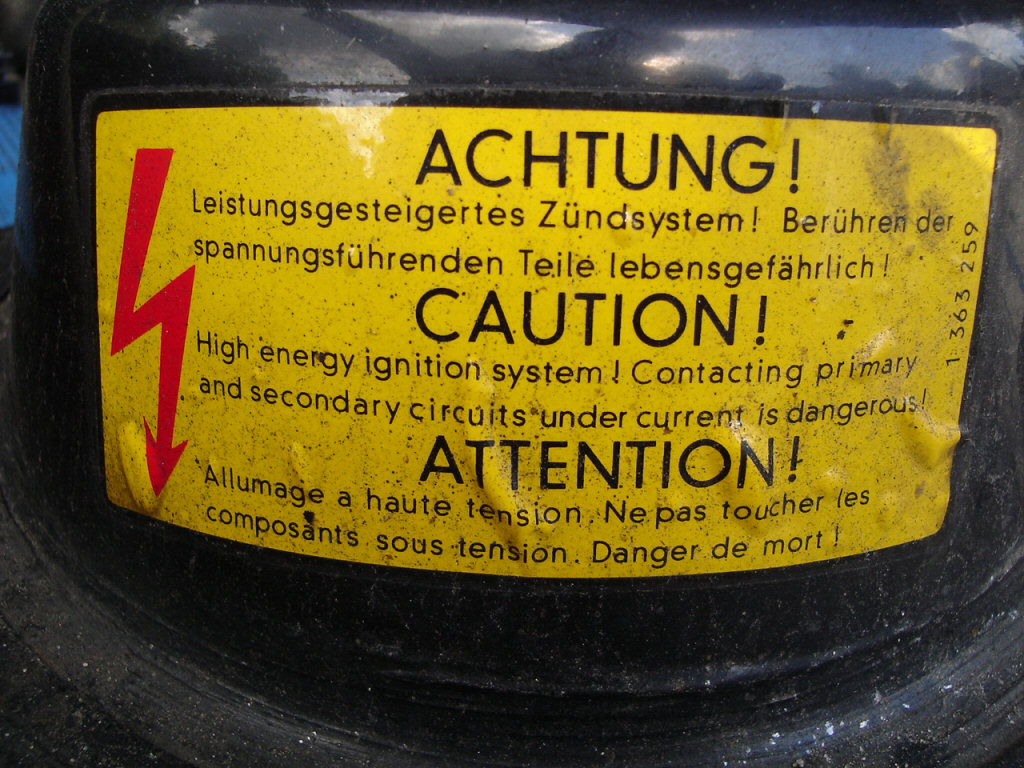 ACHTUNG!
Leistungsgesteigertes Zündsystem! Berühren der
spannungsführenden Teile lebensgefährlich!
CAUTION!
High energy ignition system! Contacting primary
and secondary circuits under current is dangerous!
ATTENTION!
Allumage a haute tension. Ne pas toucher les
composants sous tension. Danger de mort!
1 363 259